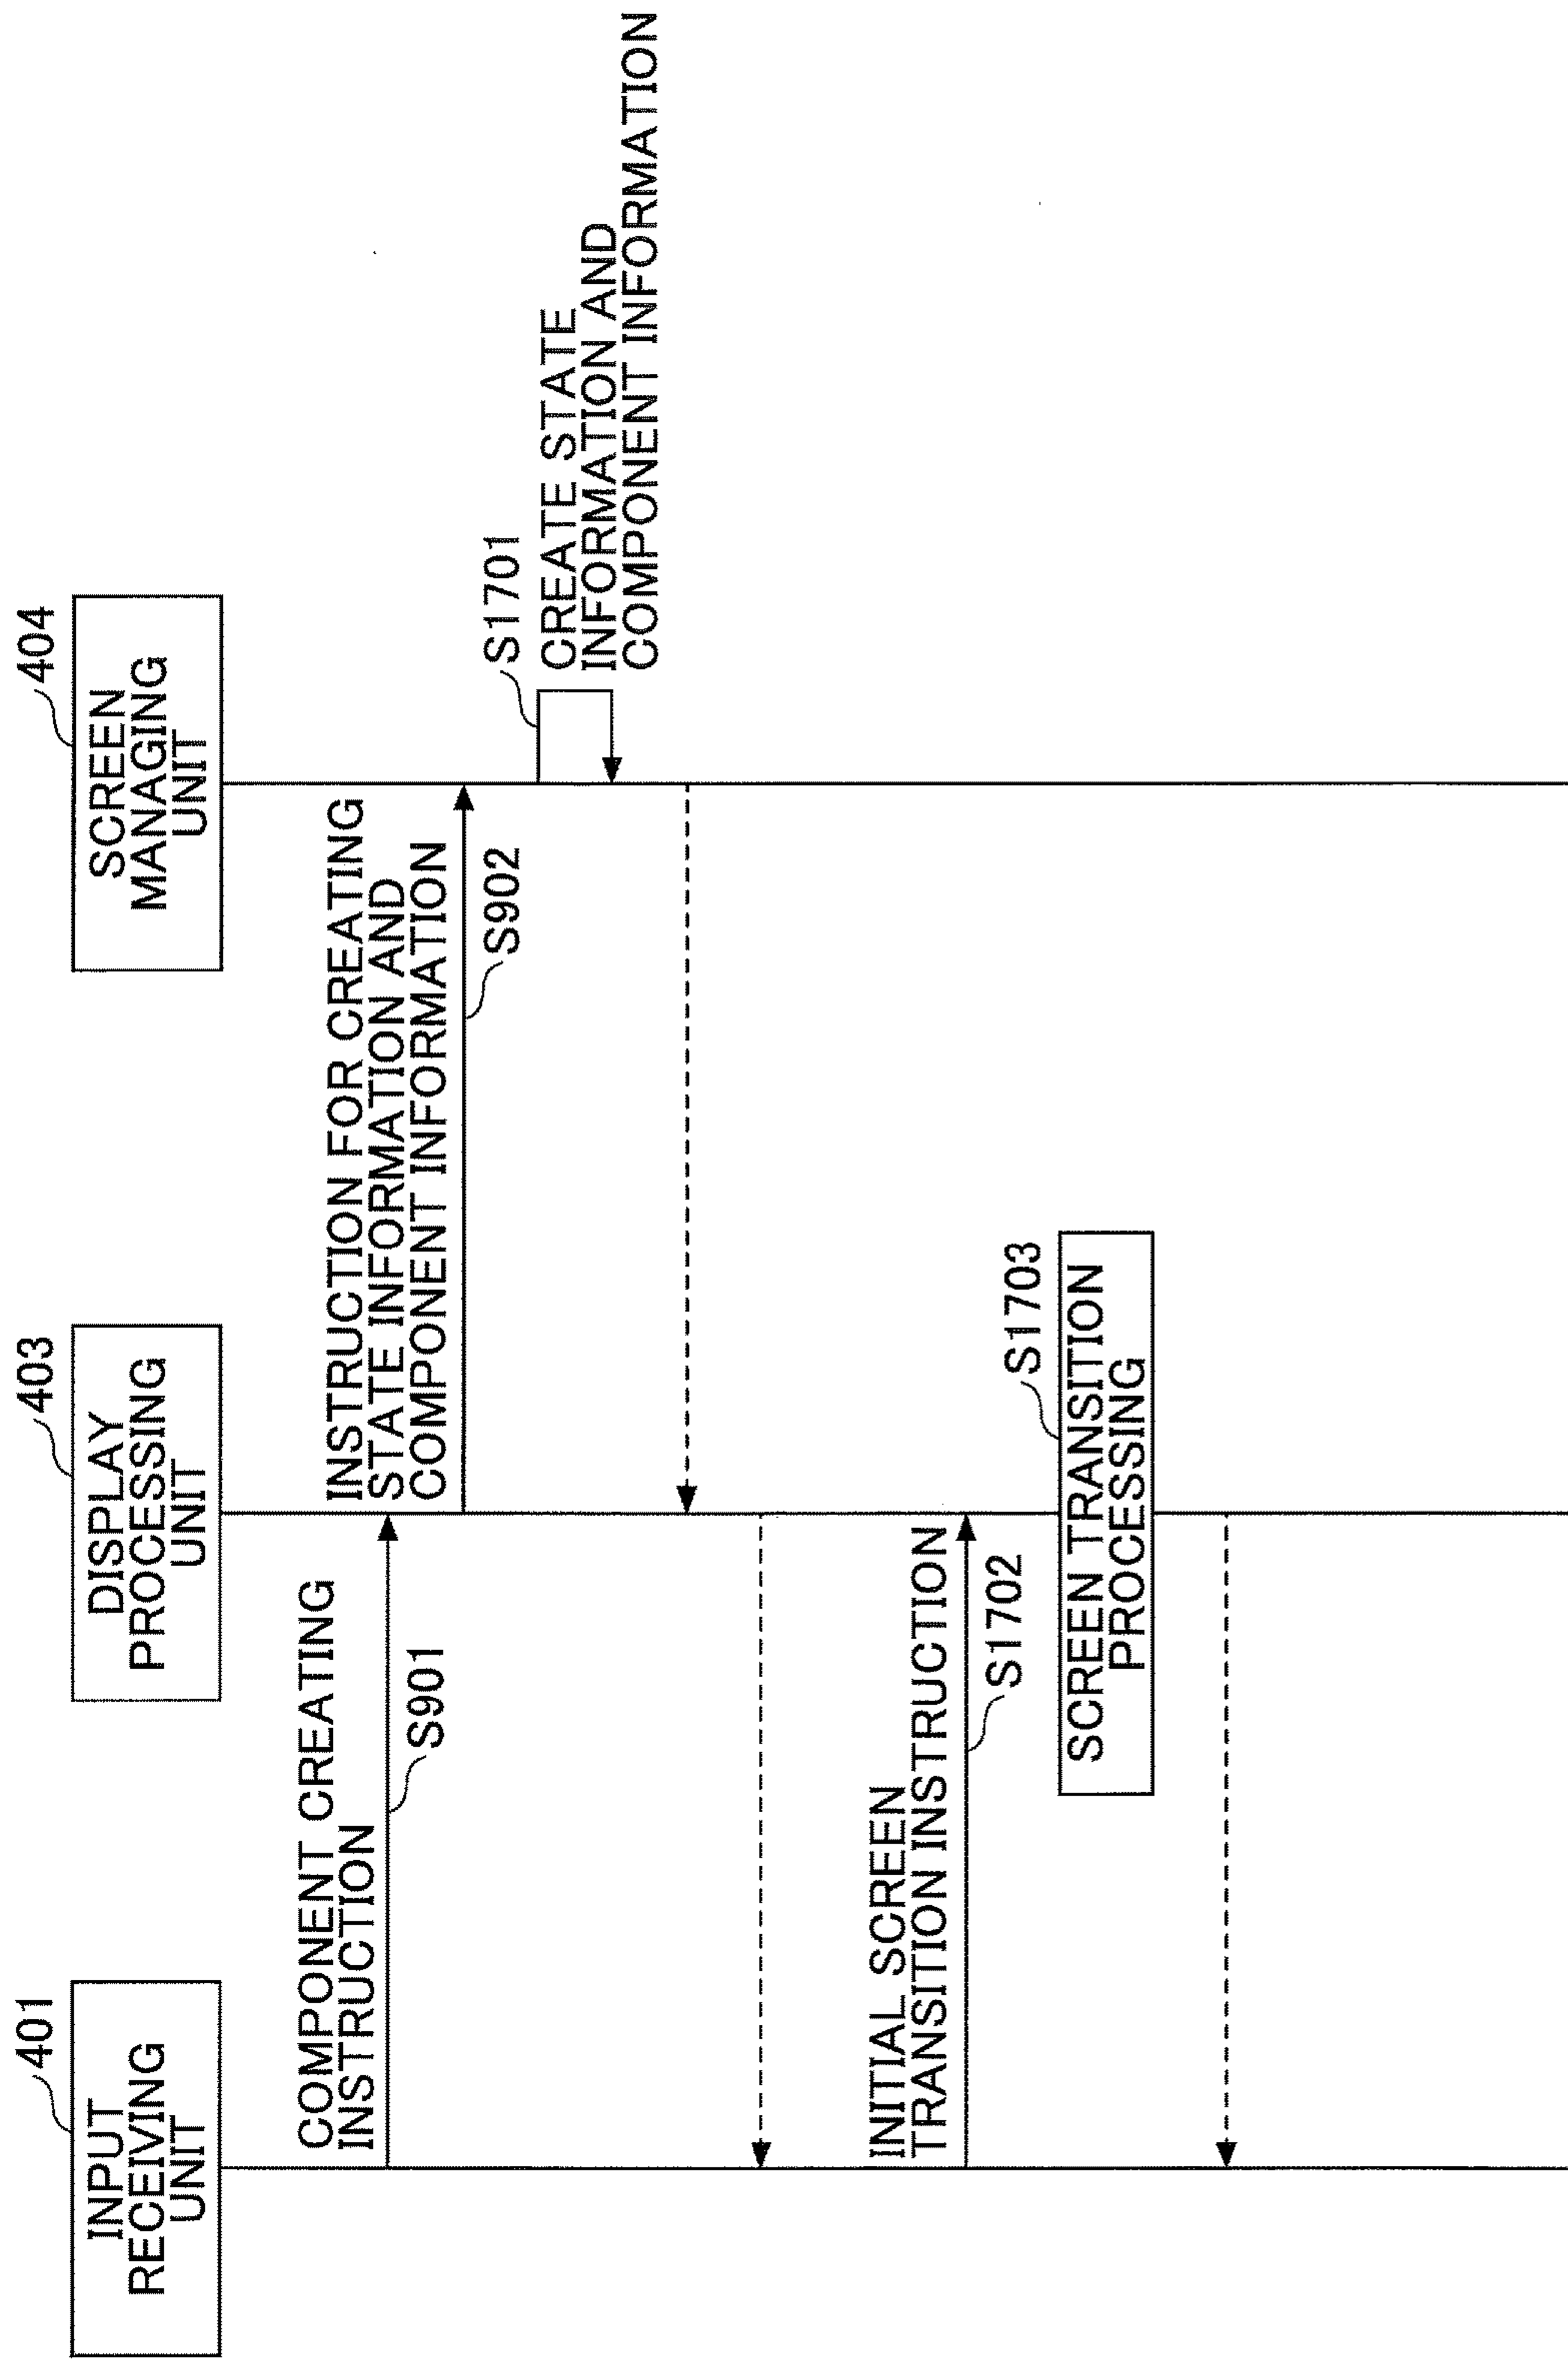 401
INPUT
RECEIVING
UNIT
403
DISPLAY
PROCESSING
UNIT
404
SCREEN
MANAGING
UNIT
COMPONENT CREATING
INSTRUCTION
S901
INSTRUCTION FOR CREATING
STATE INFORMATION AND
COMPONENT INFORMATION
S902
S1701
CREATE STATE
INFORMATION AND
COMPONENT INFORMATION
INITIAL SCREEN
TRANSITION INSTRUCTION
S1702
S1703
SCREEN TRANSITION
PROCESSING